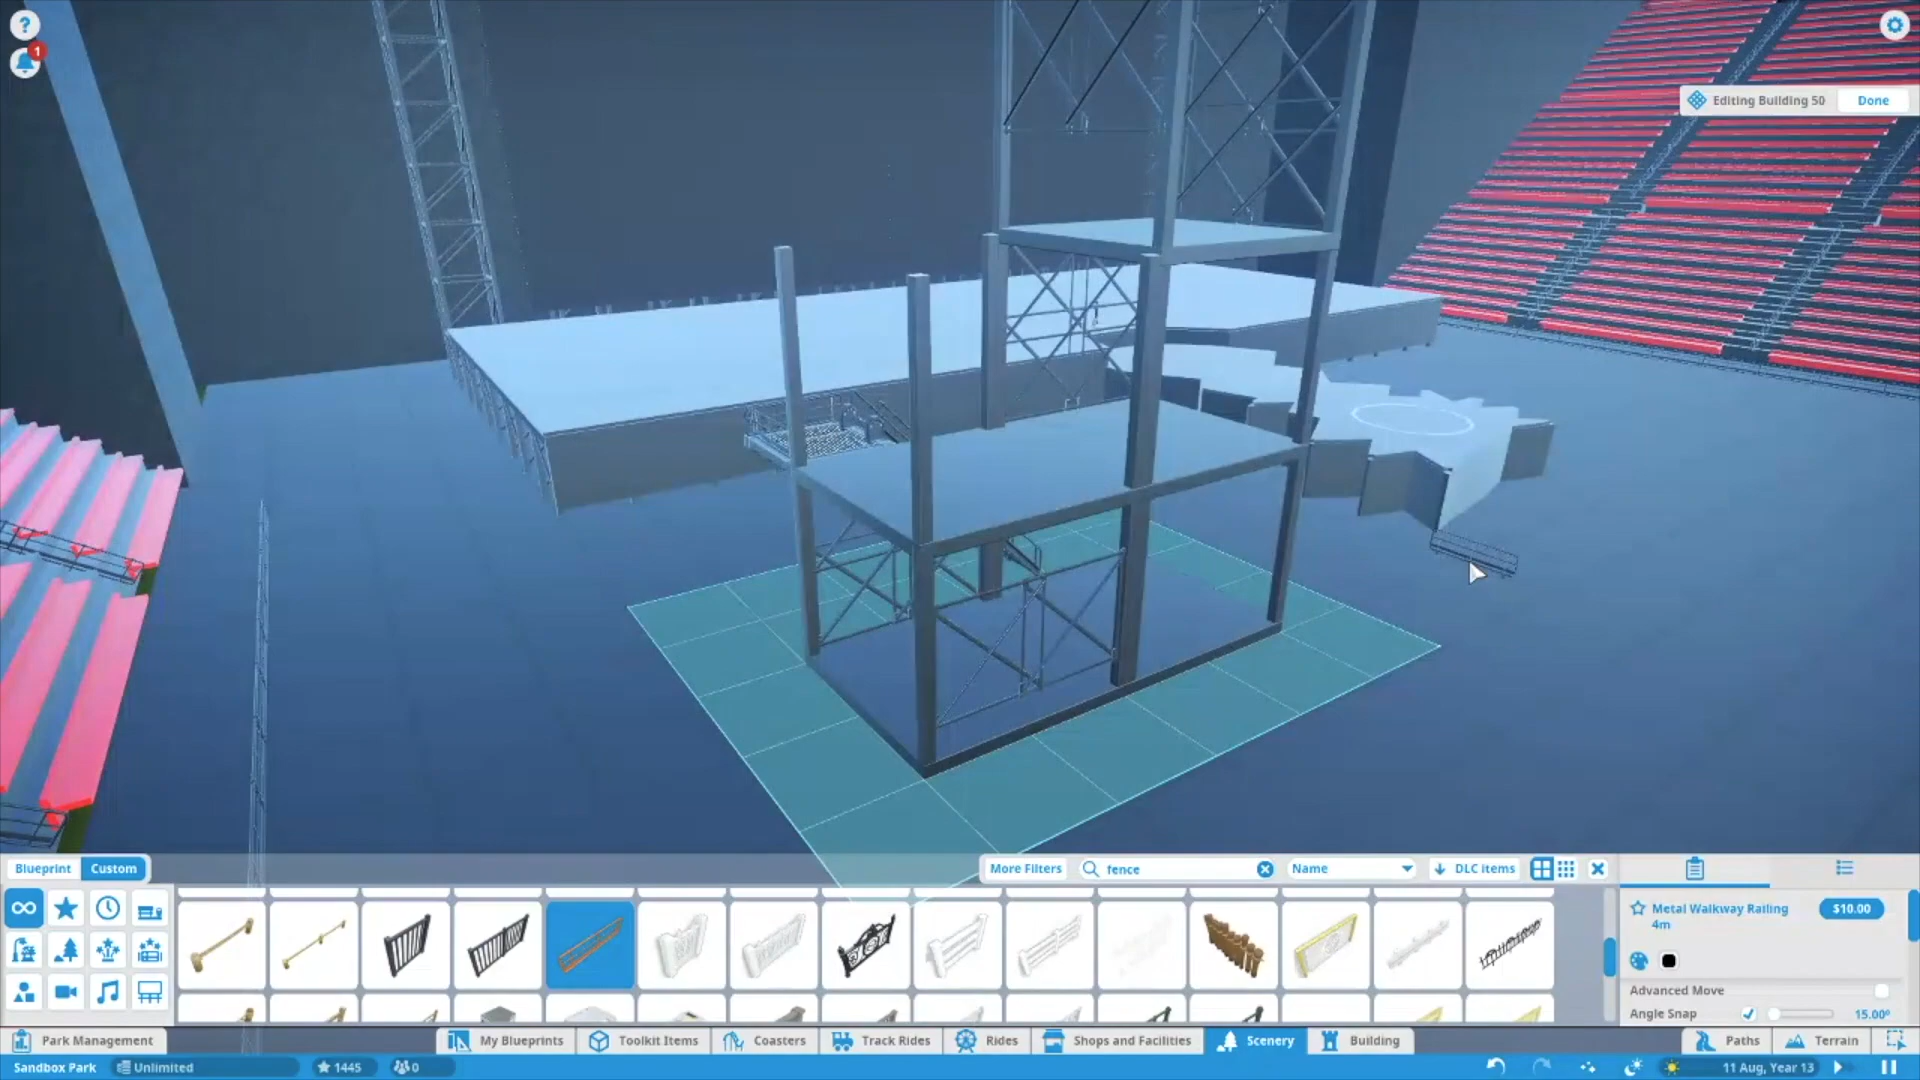 ?
1
Editing Building 50
Done
Blueprint
Custom
More Filters
fence
Name
DLC items
Metal Walkway Railing
4m
$10.00
Advanced Move
Angle Snap
15.00°
Park Management
My Blueprints
Toolkit Items
Coasters
Track Rides
Rides
Shops and Facilities
Scenery
Building
Paths
Terrain
Sandbox Park
Unlimited
1445
0
11 Aug, Year 13